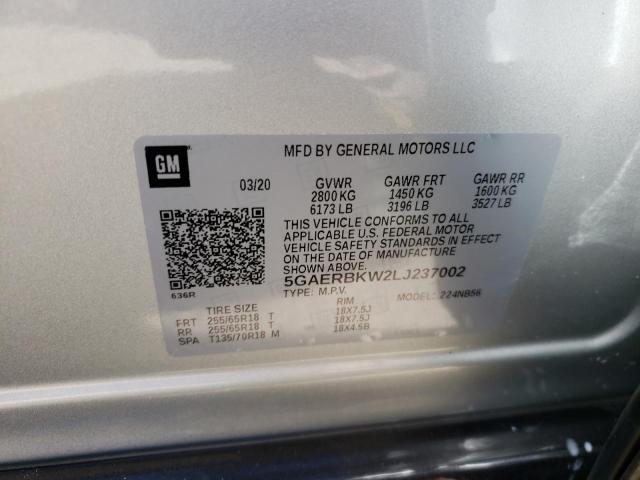 GM
MFD BY GENERAL MOTORS LLC
03/20 GVWR GAWR FRT GAWR RR
2800 KG 1450 KG 1600 KG
6173 LB 3196 LB 3527 LB
THIS VEHICLE CONFORMS TO ALL
APPLICABLE U.S. FEDERAL MOTOR
VEHICLE SAFETY STANDARDS IN EFFECT
ON THE DATE OF MANUFACTURE
SHOWN ABOVE.
5GAERBKW2LJ237002
TYPE: M.P.V. MODEL: 224NB56
636R
TIRE SIZE RIM
FRT 255/65R18 T 18X7.5J
RR 255/65R18 T 18X7.5J
SPA T135/70R18 M 18X4.5B